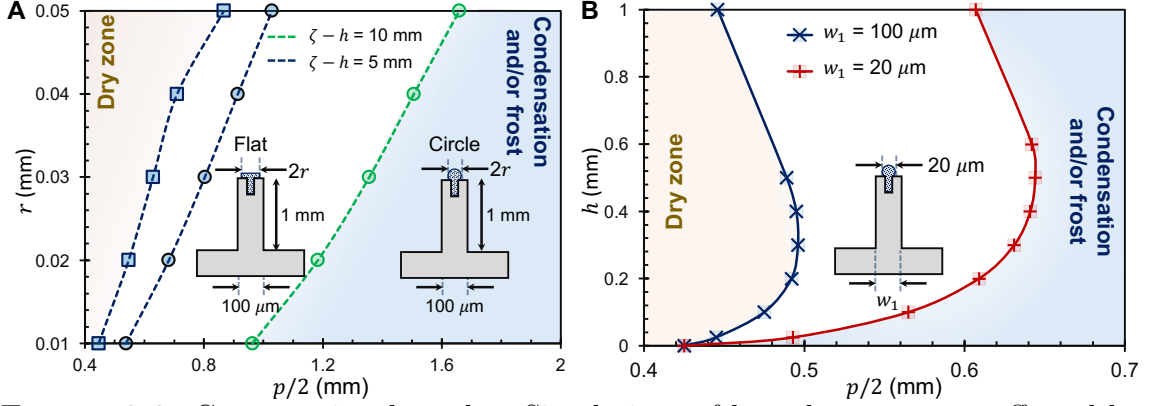 A
0.05
0.04
0.03
0.02
0.01
r (mm)
0.4
0.8
1.2
1.6
2
p/2 (mm)
Dry zone
ζ − h = 10 mm
ζ − h = 5 mm
Condensation
and/or frost
Flat
2r
1 mm
100 μm
Circle
2r
1 mm
100 μm
B
1
0.8
0.6
0.4
0.2
0
h (mm)
0.4
0.5
0.6
0.7
p/2 (mm)
Dry zone
w₁ = 100 μm
w₁ = 20 μm
Condensation
and/or frost
20 μm
w₁